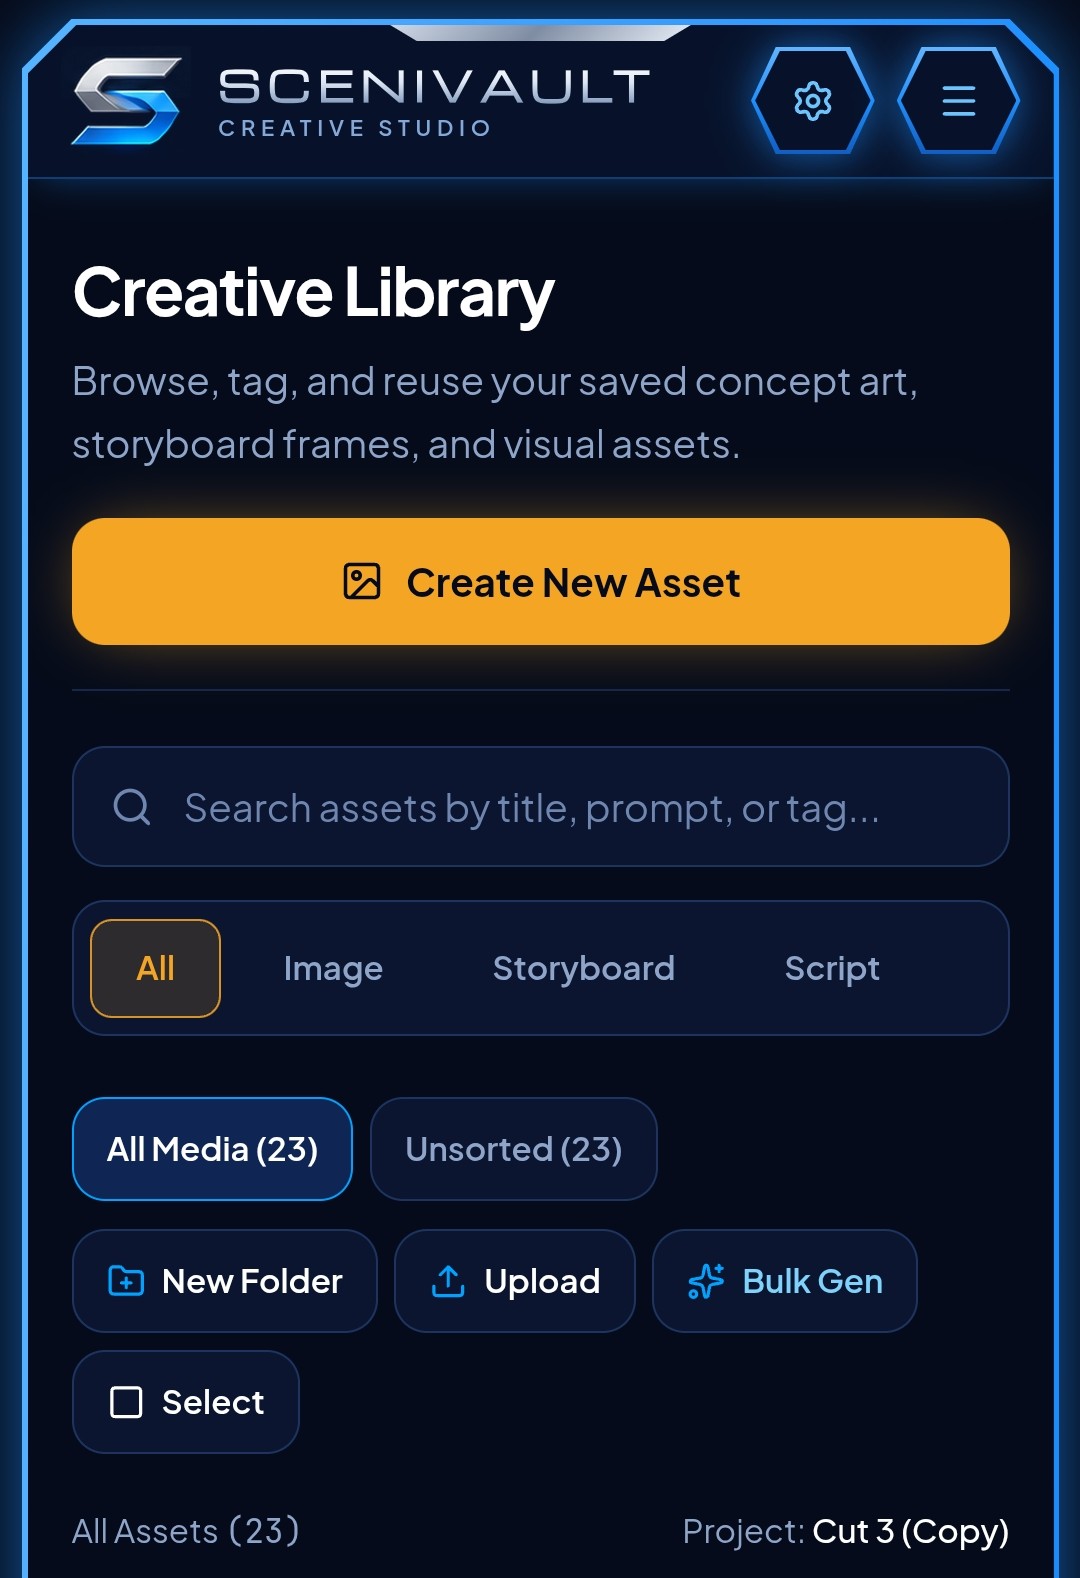 SCENIVAULT
CREATIVE STUDIO
Creative Library
Browse, tag, and reuse your saved concept art,
storyboard frames, and visual assets.
Create New Asset
Search assets by title, prompt, or tag...
All Image Storyboard Script
All Media (23) Unsorted (23)
New Folder Upload Bulk Gen
Select
All Assets (23) Project: Cut 3 (Copy)